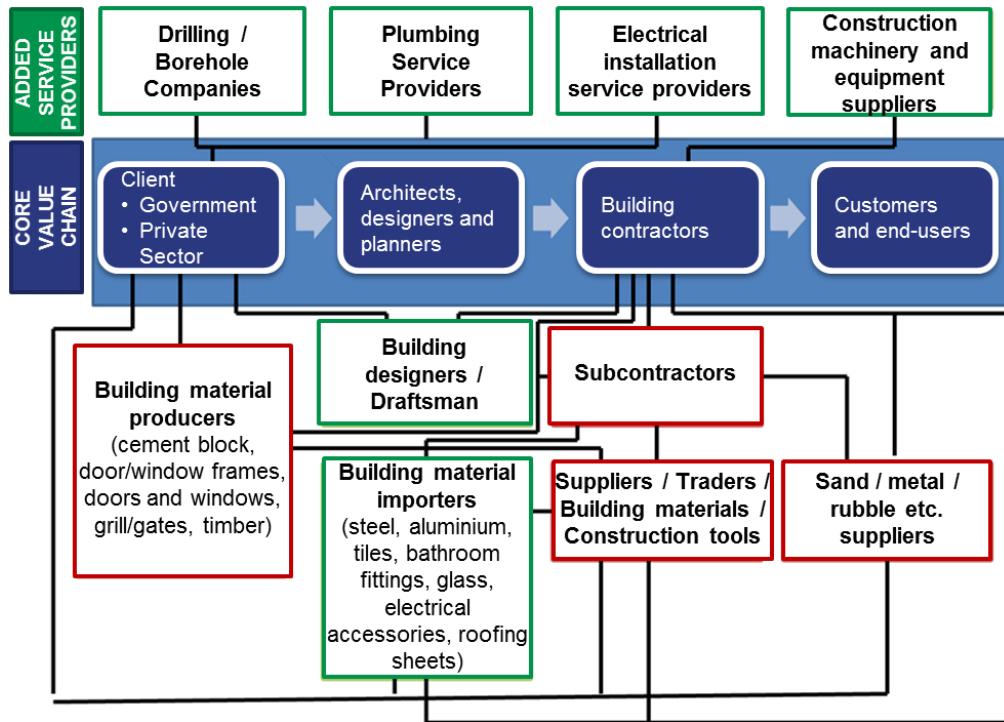 ADDED
SERVICE
PROVIDERS
Drilling /
Borehole
Companies
Plumbing
Service
Providers
Electrical
installation
service providers
Construction
machinery and
equipment
suppliers
CORE
VALUE
CHAIN
Client
• Government
• Private
Sector
Architects,
designers and
planners
Building
contractors
Customers
and end-users
Building material
producers
(cement block,
door/window frames,
doors and windows,
grill/gates, timber)
Building
designers /
Draftsman
Subcontractors
Building material
importers
(steel, aluminium,
tiles, bathroom
fittings, glass,
electrical
accessories, roofing
sheets)
Suppliers / Traders /
Building materials /
Construction tools
Sand / metal /
rubble etc.
suppliers